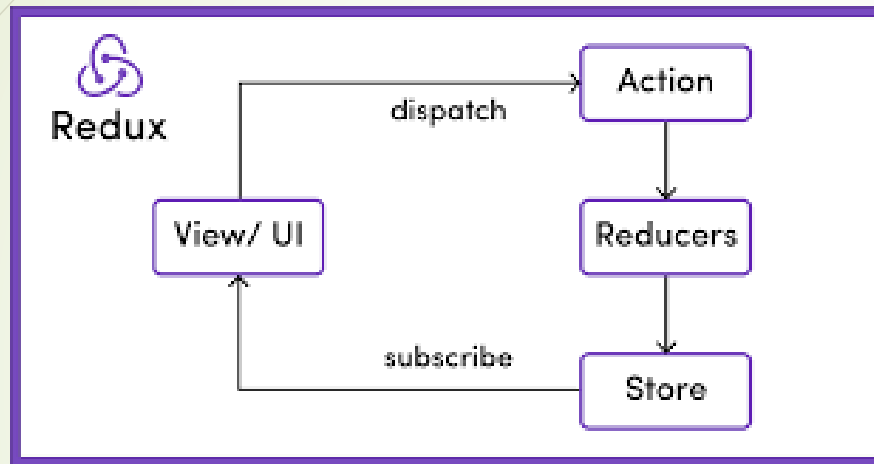 Redux
Action
dispatch
View/ UI
Reducers
subscribe
Store